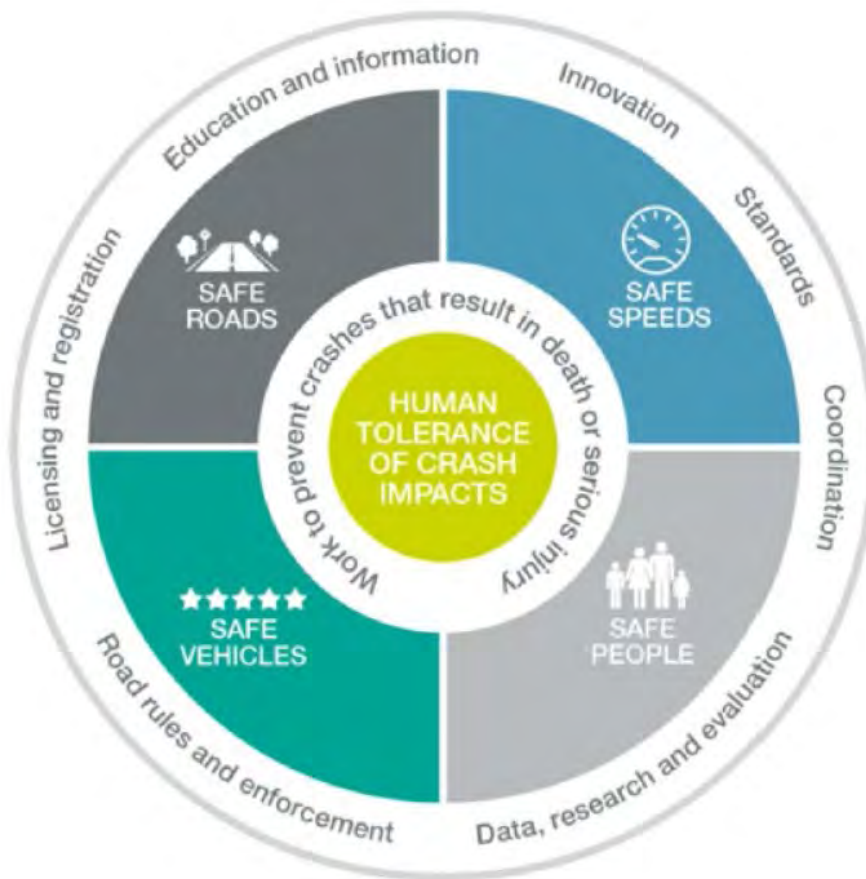 Education and information
Innovation
Standards
Coordination
Data, research and evaluation
Road rules and enforcement
Licensing and registration
SAFE
ROADS
SAFE
SPEEDS
SAFE
VEHICLES
SAFE
PEOPLE
Work to prevent crashes that result in death or serious injury
HUMAN
TOLERANCE
OF CRASH
IMPACTS